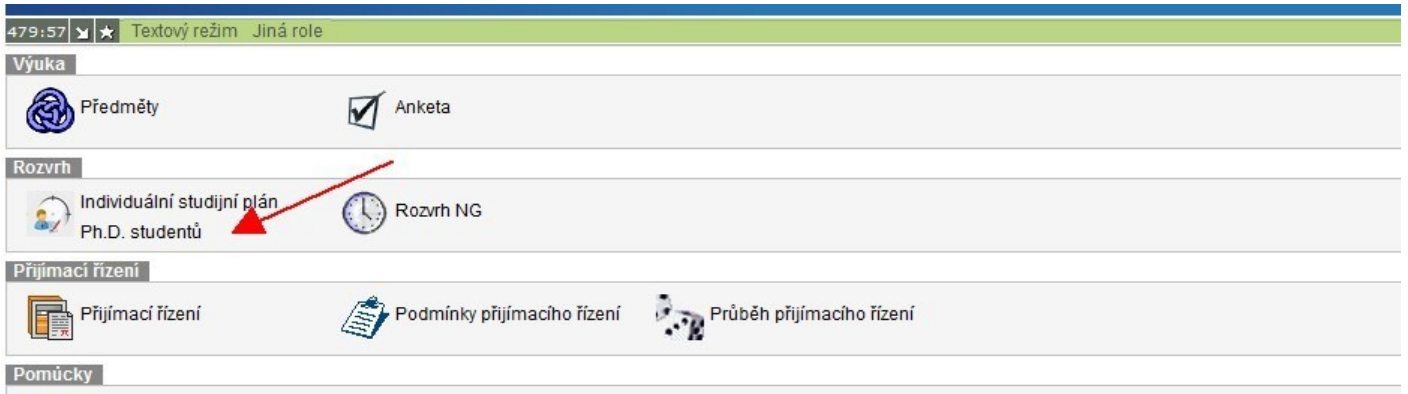 479:57 Textový režim Jiná role
Výuka
Předměty Anketa
Rozvrh
Individuální studijní plán
Ph.D. studentů
Rozvrh NG
Přijímací řízení
Přijímací řízení Podmínky přijímacího řízení Průběh přijímacího řízení
Pomůcky